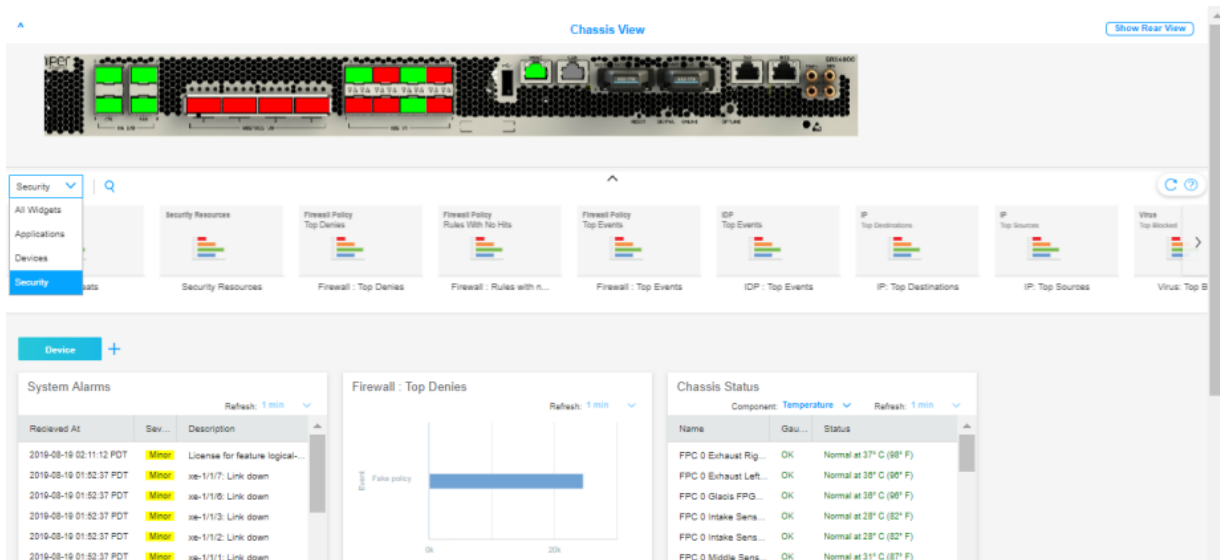 Chassis View
Show Rear View
SRX4600
Security
All Widgets
Applications
Devices
Security
Security Resources
Firewall Policy
Top Denies
Firewall Policy
Rules With No Hits
Firewall Policy
Top Events
IDP
Top Events
IP
Top Destinations
IP
Top Sources
Virus
Top Blocked
Security Resources
Firewall : Top Denies
Firewall : Rules with n...
Firewall : Top Events
IDP : Top Events
IP: Top Destinations
IP: Top Sources
Virus: Top B
Device +
System Alarms
Refresh: 1 min
Recieved At Sev... Description
2019-08-19 02:11:12 PDT Minor License for feature logical-...
2019-08-19 01:52:37 PDT Minor xe-1/1/7: Link down
2019-08-19 01:52:37 PDT Minor xe-1/1/6: Link down
2019-08-19 01:52:37 PDT Minor xe-1/1/3: Link down
2019-08-19 01:52:37 PDT Minor xe-1/1/2: Link down
2019-08-19 01:52:37 PDT Minor xe-1/1/1: Link down
Firewall : Top Denies
Refresh: 1 min
Event
Fake policy
0k 20k
Chassis Status
Component: Temperature Refresh: 1 min
Name Gau... Status
FPC 0 Exhaust Rig... OK Normal at 37° C (98° F)
FPC 0 Exhaust Left... OK Normal at 36° C (96° F)
FPC 0 Glacis FPG... OK Normal at 36° C (96° F)
FPC 0 Intake Sens... OK Normal at 28° C (82° F)
FPC 0 Intake Sens... OK Normal at 28° C (82° F)
FPC 0 Middle Sens... OK Normal at 31° C (87° F)